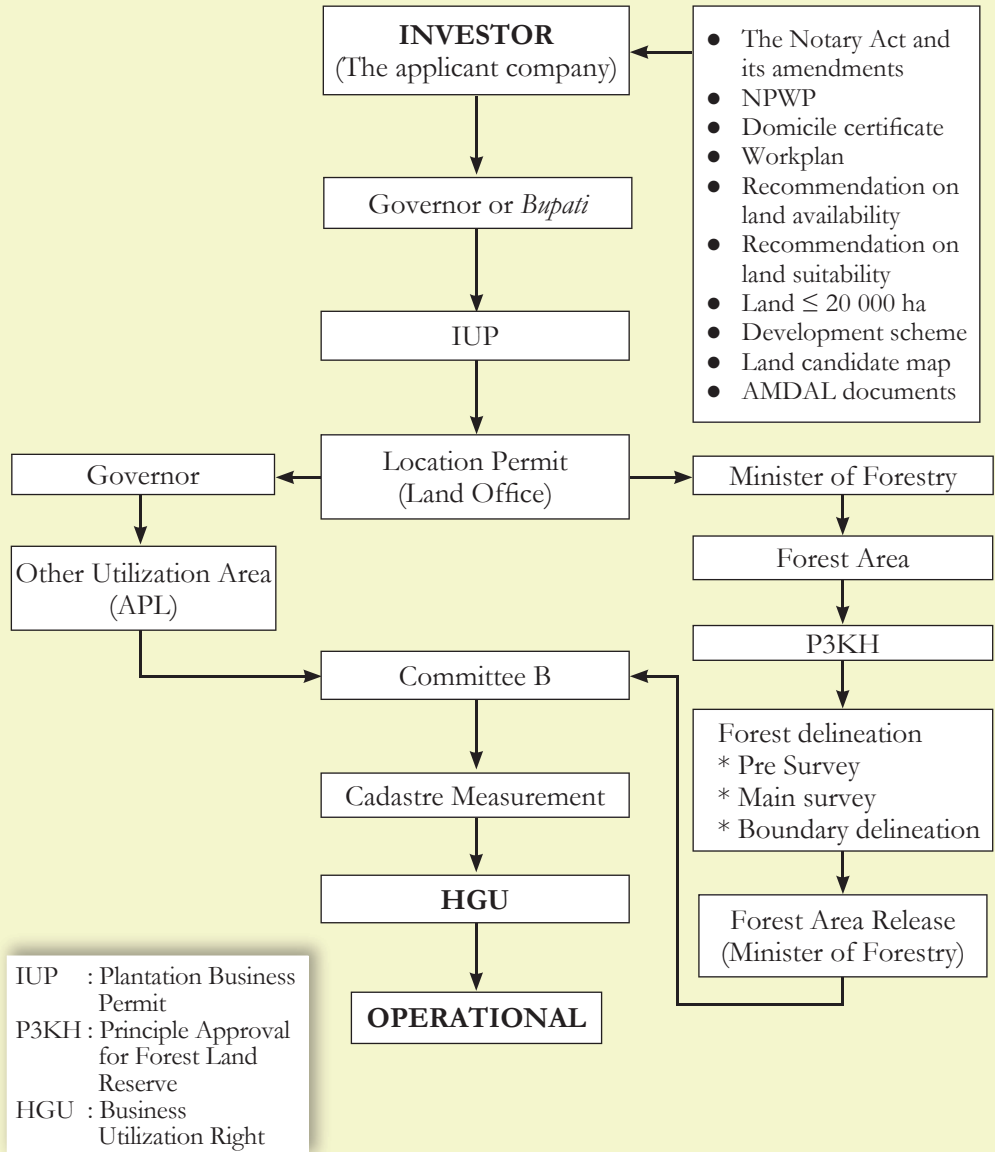 INVESTOR
(The applicant company)
● The Notary Act and
its amendments
● NPWP
● Domicile certificate
● Workplan
● Recommendation on
land availability
● Recommendation on
land suitability
● Land ≤ 20 000 ha
● Development scheme
● Land candidate map
● AMDAL documents
Governor or Bupati
IUP
Location Permit
(Land Office)
Governor
Other Utilization Area
(APL)
Minister of Forestry
Forest Area
P3KH
Forest delineation
* Pre Survey
* Main survey
* Boundary delineation
Forest Area Release
(Minister of Forestry)
Committee B
Cadastre Measurement
HGU
OPERATIONAL
IUP : Plantation Business
Permit
P3KH : Principle Approval
for Forest Land
Reserve
HGU : Business
Utilization Right